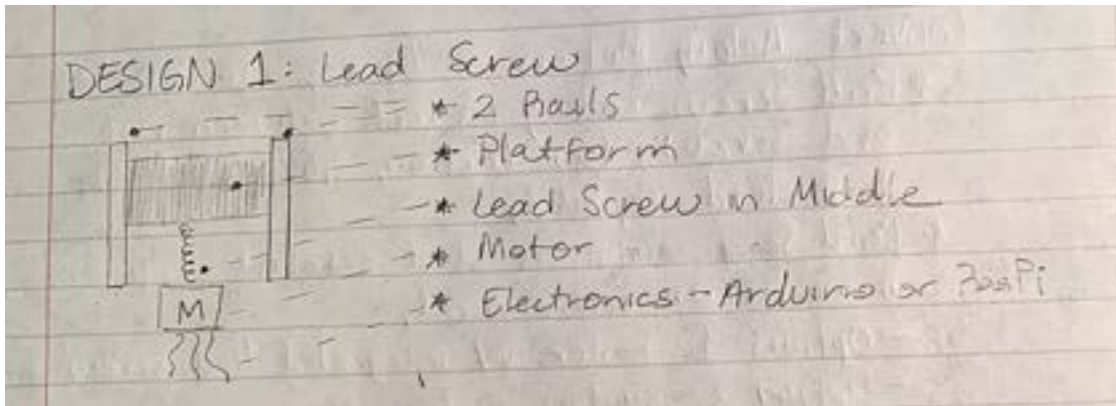 DESIGN 1: Lead Screw
* 2 Rails
* Platform
* Lead Screw in Middle
* Motor
M
* Electronics - Arduino or RasPi